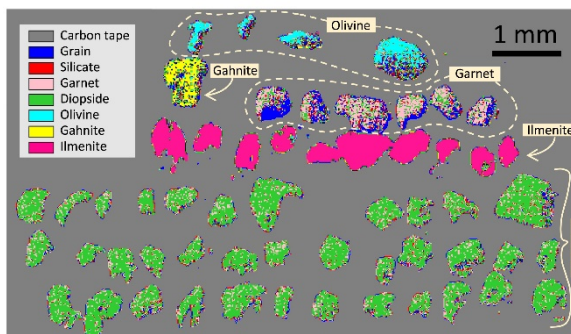 Carbon tape
Grain
Silicate
Garnet
Diopside
Olivine
Gahnite
Ilmenite
Olivine
1 mm
Gahnite
Garnet
Ilmenite